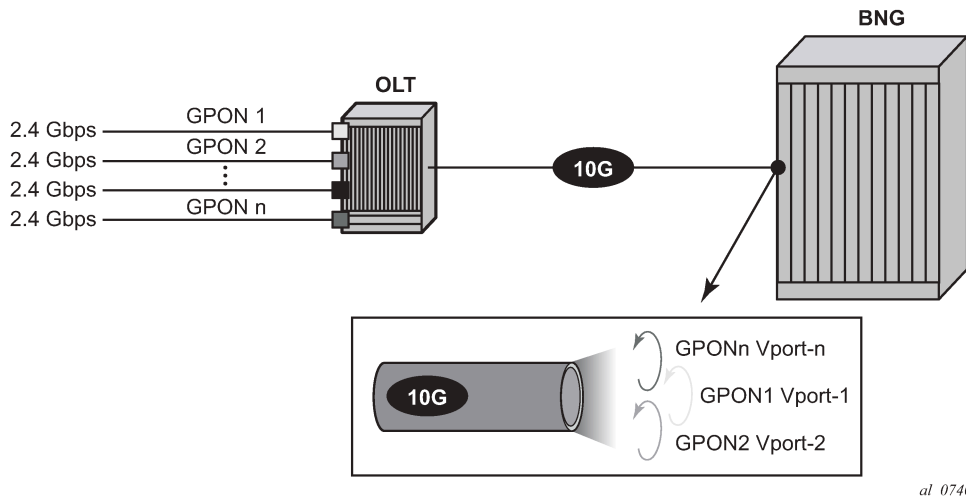 BNG
OLT
2.4 Gbps GPON 1
2.4 Gbps GPON 2
2.4 Gbps
2.4 Gbps GPON n
10G
10G
GPONn Vport-n
GPON1 Vport-1
GPON2 Vport-2